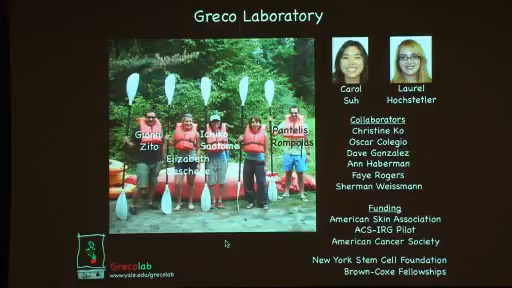 Greco Laboratory
Gianni
Zito
Elizabeth
Deschene
Ichiko
Saotome
Pantelis
Rompolas
Carol
Suh
Laurel
Hochstetler
Collaborators
Christine Ko
Oscar Colegio
Dave Gonzalez
Ann Haberman
Faye Rogers
Sherman Weissmann
Funding
American Skin Association
ACS-IRG Pilot
American Cancer Society
New York Stem Cell Foundation
Brown-Coxe Fellowships
Grecolab
www.yale.edu/grecolab